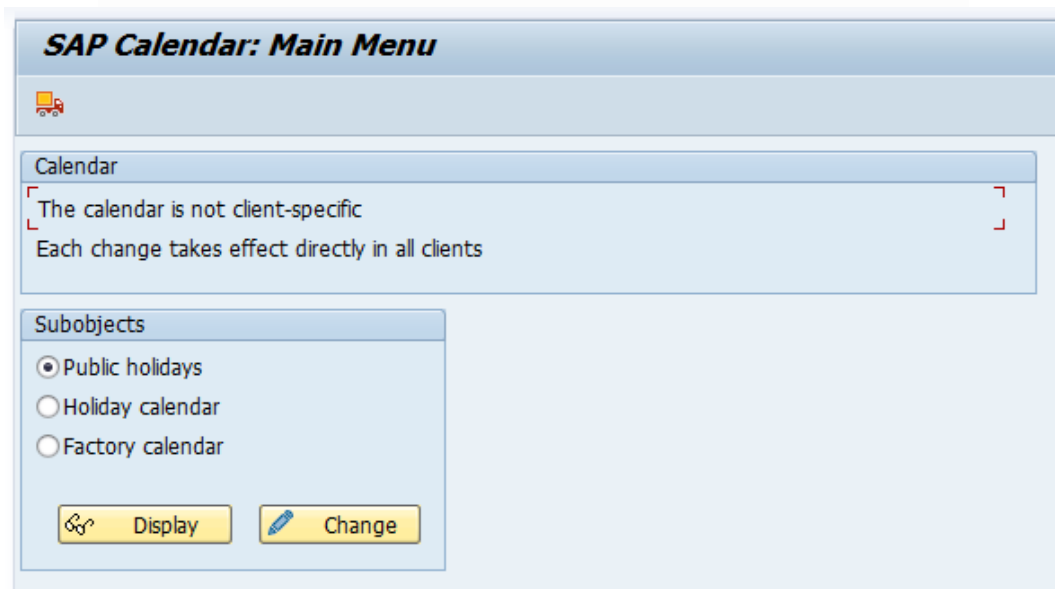 SAP Calendar: Main Menu
Calendar
The calendar is not client-specific
Each change takes effect directly in all clients
Subobjects
Public holidays
Holiday calendar
Factory calendar
Display
Change